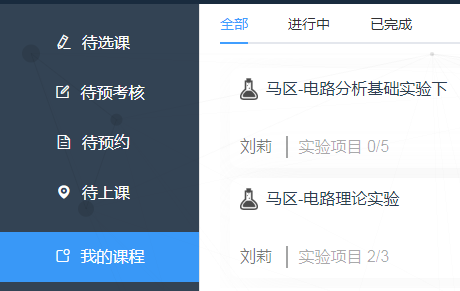 待选课
待预考核
待预约
待上课
我的课程
全部 进行中 已完成
马区-电路分析基础实验下
刘莉 实验项目 0/5
马区-电路理论实验
刘莉 实验项目 2/3